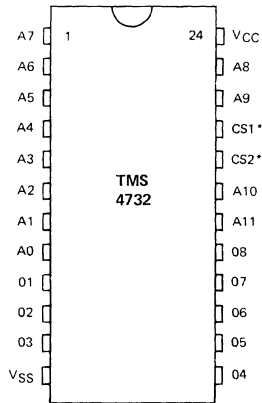 A7 1 24 VCC
A6 A8
A5 A9
A4 CS1*
A3 CS2*
A2 A10
TMS
4732
A1 A11
A0 08
01 07
02 06
03 05
VSS 04